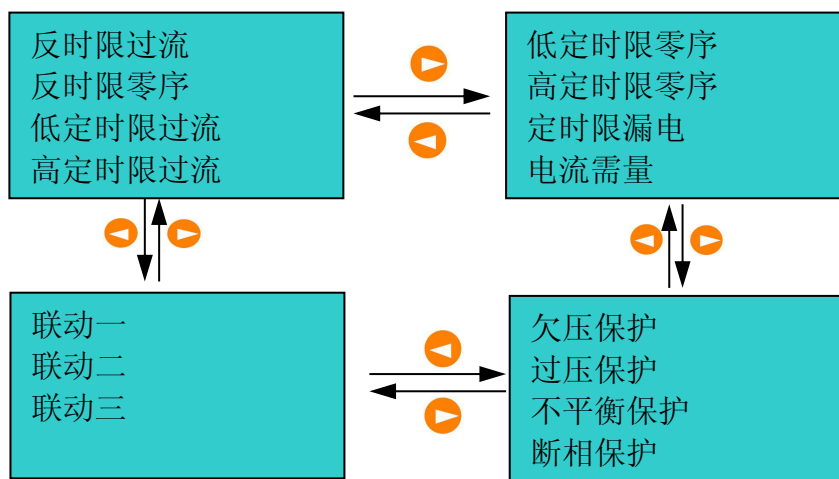 反时限过流
反时限零序
低定时限过流
高定时限过流
低定时限零序
高定时限零序
定时限漏电
电流需量
联动一
联动二
联动三
欠压保护
过压保护
不平衡保护
断相保护